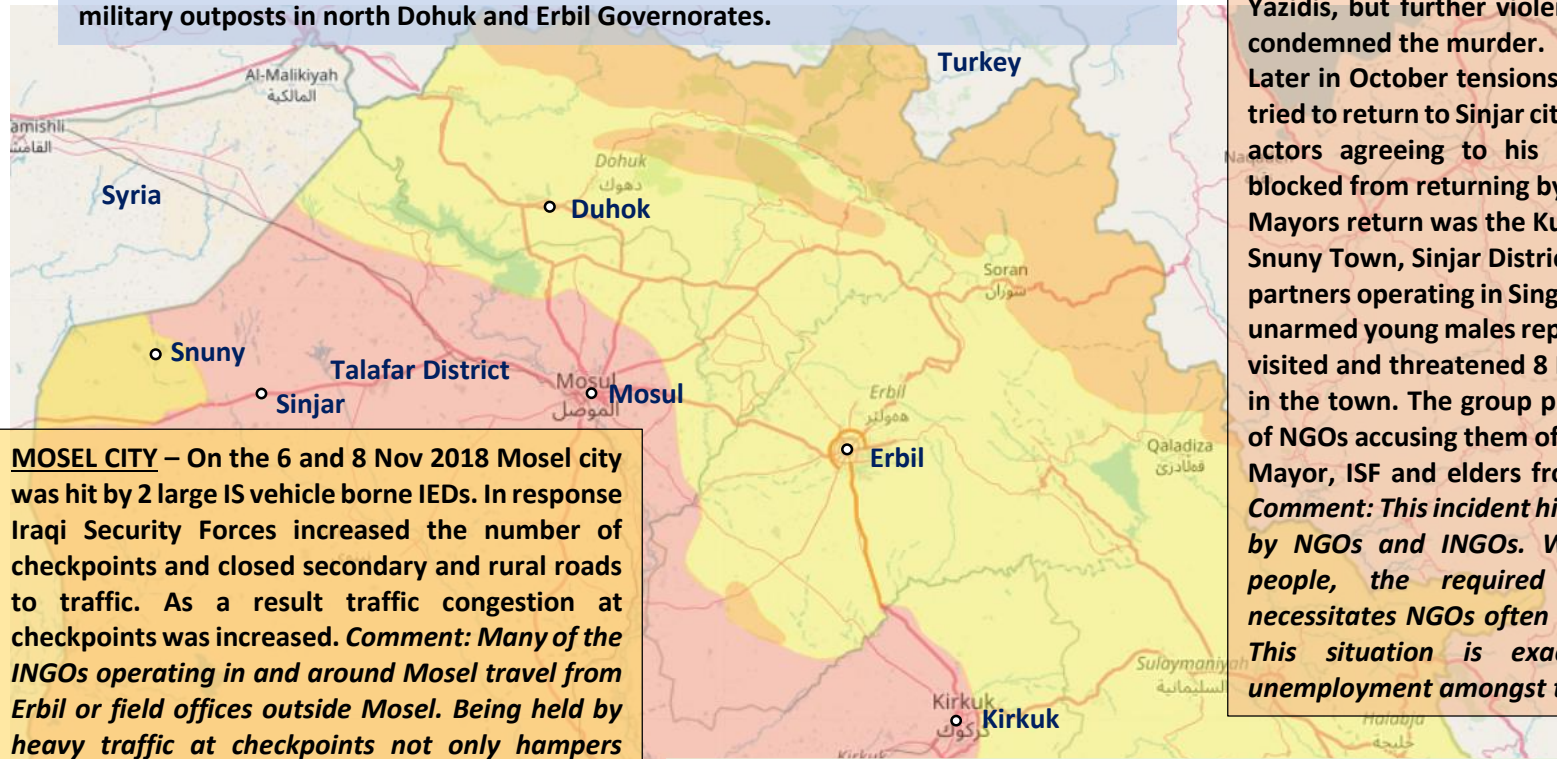 military outposts in north Dohuk and Erbil Governorates.
Turkey
Al-Malikiyah
المالكية
amishli
Syria
Dohuk
دهوك
Duhok
Soran
سۆران
Snuny
Talafar District
Sinjar
Mosul
الموصل
Mosul
Erbil
هەولێر
Erbil
Qaladiza
قەڵادزێ
MOSEL CITY – On the 6 and 8 Nov 2018 Mosel city
was hit by 2 large IS vehicle borne IEDs. In response
Iraqi Security Forces increased the number of
checkpoints and closed secondary and rural roads
to traffic. As a result traffic congestion at
checkpoints was increased. Comment: Many of the
INGOs operating in and around Mosel travel from
Erbil or field offices outside Mosel. Being held by
heavy traffic at checkpoints not only hampers
Sulaymaniyah
السليمانية
Kirkuk
كركوك
Kirkuk
Kirkuk
Halabja
حلبجة
Yazidis, but further violen
condemned the murder.
Later in October tensions
tried to return to Sinjar cit
actors agreeing to his
blocked from returning by
Mayors return was the Ku
Snuny Town, Sinjar Distric
partners operating in Sing
unarmed young males rep
visited and threatened 8
in the town. The group p
of NGOs accusing them of
Mayor, ISF and elders fro
Comment: This incident hi
by NGOs and INGOs. W
people, the required
necessitates NGOs often
This situation is exac
unemployment amongst t